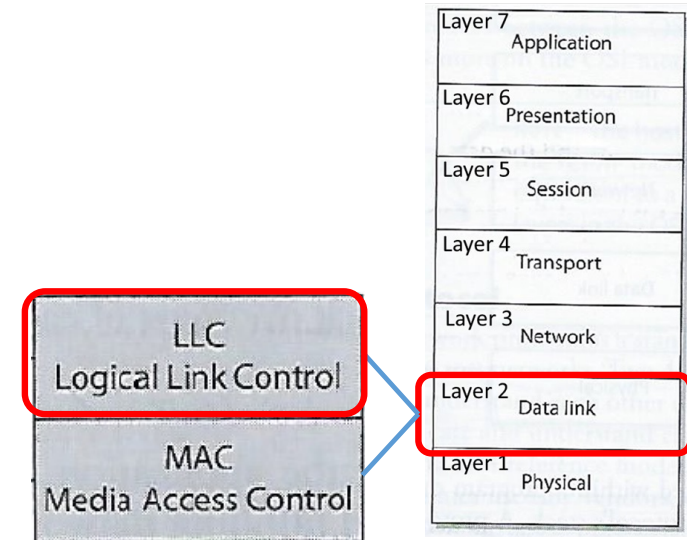 LLC
Logical Link Control
MAC
Media Access Control
Layer 7
Application
Layer 6
Presentation
Layer 5
Session
Layer 4
Transport
Layer 3
Network
Layer 2
Data link
Layer 1
Physical